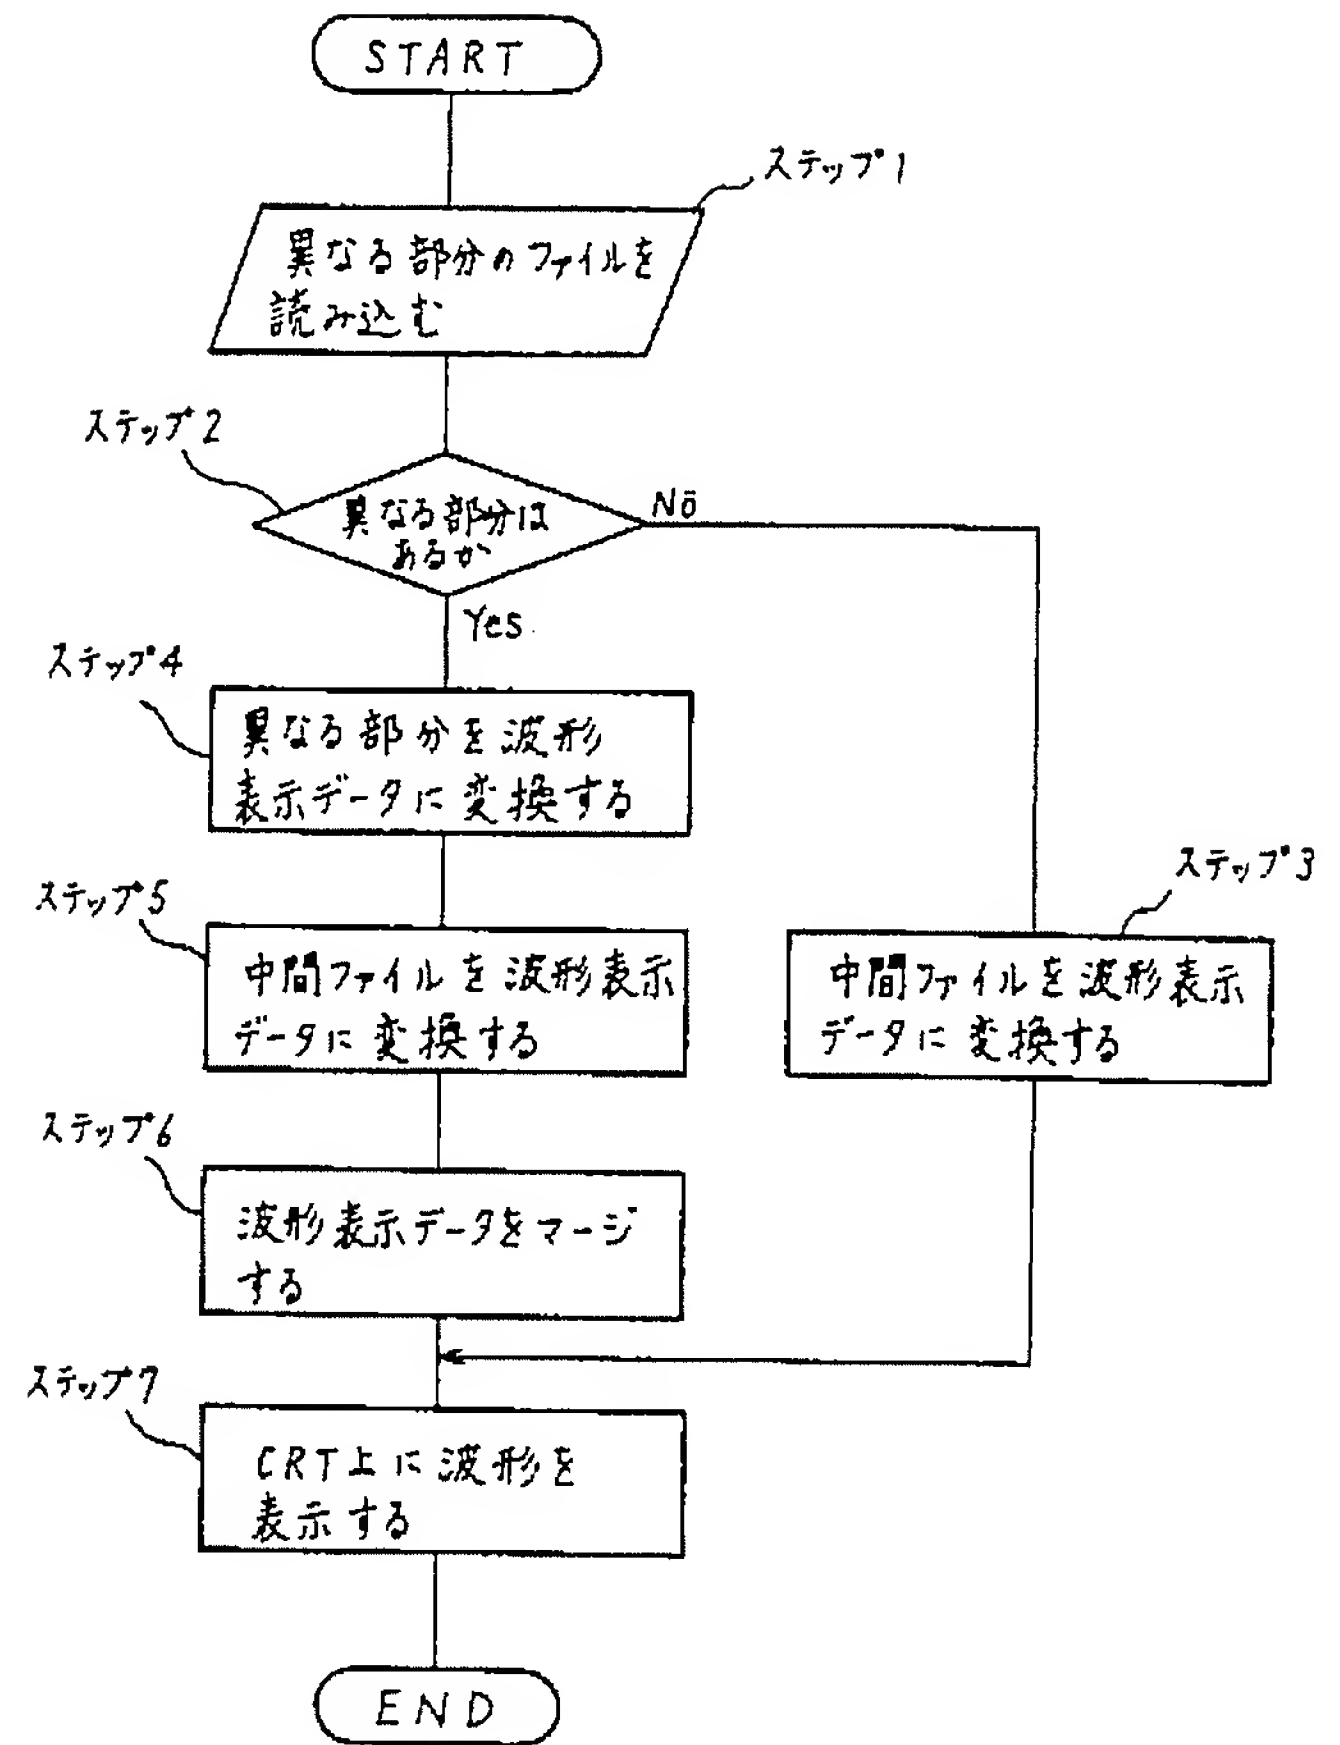 START
ステップ1
異なる部分のファイルを
読み込む
ステップ2
異なる部分は
あるか
No
Yes
ステップ4
異なる部分を波形
表示データに変換する
ステップ5
中間ファイルを波形表示
データに変換する
ステップ3
中間ファイルを波形表示
データに変換する
ステップ6
波形表示データをマージ
する
ステップ7
CRT上に波形を
表示する
END